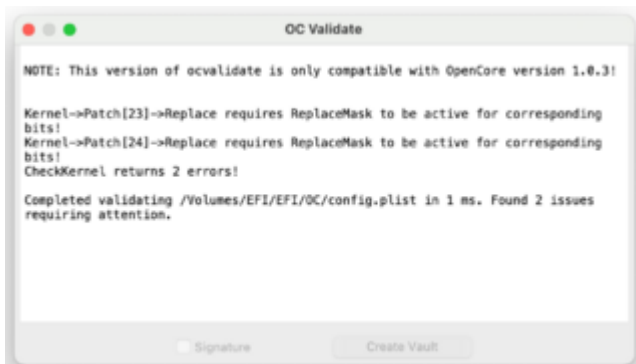 OC Validate
NOTE: This version of ocvalidate is only compatible with OpenCore version 1.0.3!
Kernel->Patch[23]->Replace requires ReplaceMask to be active for corresponding
bits!
Kernel->Patch[24]->Replace requires ReplaceMask to be active for corresponding
bits!
CheckKernel returns 2 errors!
Completed validating /Volumes/EFI/EFI/OC/config.plist in 1 ms. Found 2 issues
requiring attention.
Signature
Create Vault